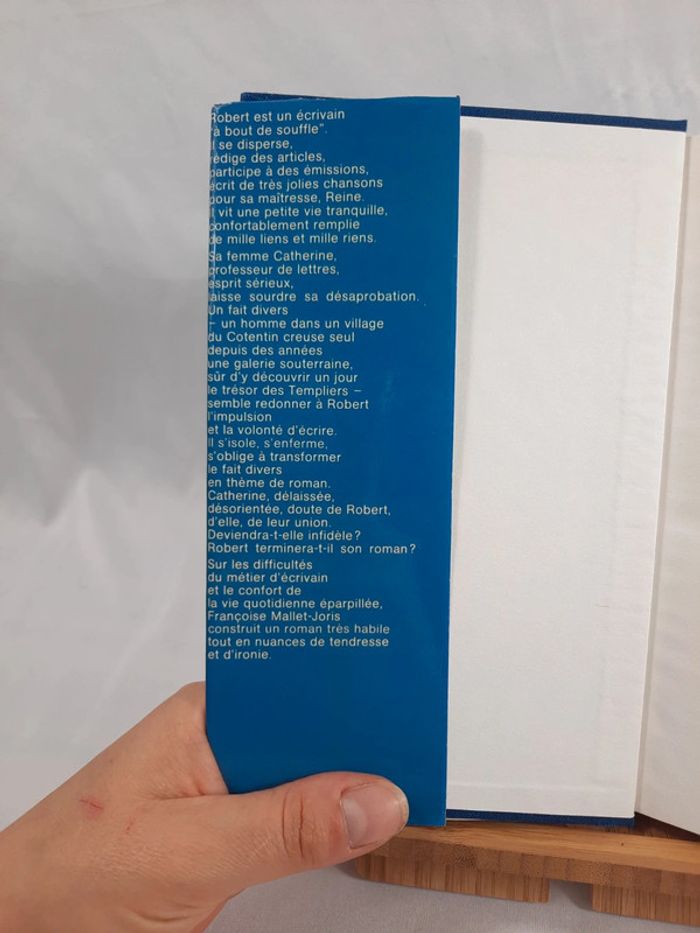 Robert est un écrivain
"à bout de souffle".
Il se disperse,
rédige des articles,
participe à des émissions,
écrit de très jolies chansons
pour sa maîtresse, Reine.
Il vit une petite vie tranquille,
confortablement remplie
de mille liens et mille riens.
Sa femme Catherine,
professeur de lettres,
esprit sérieux,
laisse sourdre sa désaprobation.
Un fait divers
– un homme dans un village
du Cotentin creuse seul
depuis des années
une galerie souterraine,
sûr d'y découvrir un jour
le trésor des Templiers –
semble redonner à Robert
l'impulsion
et la volonté d'écrire.
Il s'isole, s'enferme,
s'oblige à transformer
le fait divers
en thème de roman.
Catherine, délaissée,
désorientée, doute de Robert,
d'elle, de leur union.
Deviendra-t-elle infidèle?
Robert terminera-t-il son roman?
Sur les difficultés
du métier d'écrivain
et le confort de
la vie quotidienne éparpillée,
Françoise Mallet-Joris
construit un roman très habile
tout en nuances de tendresse
et d'ironie.